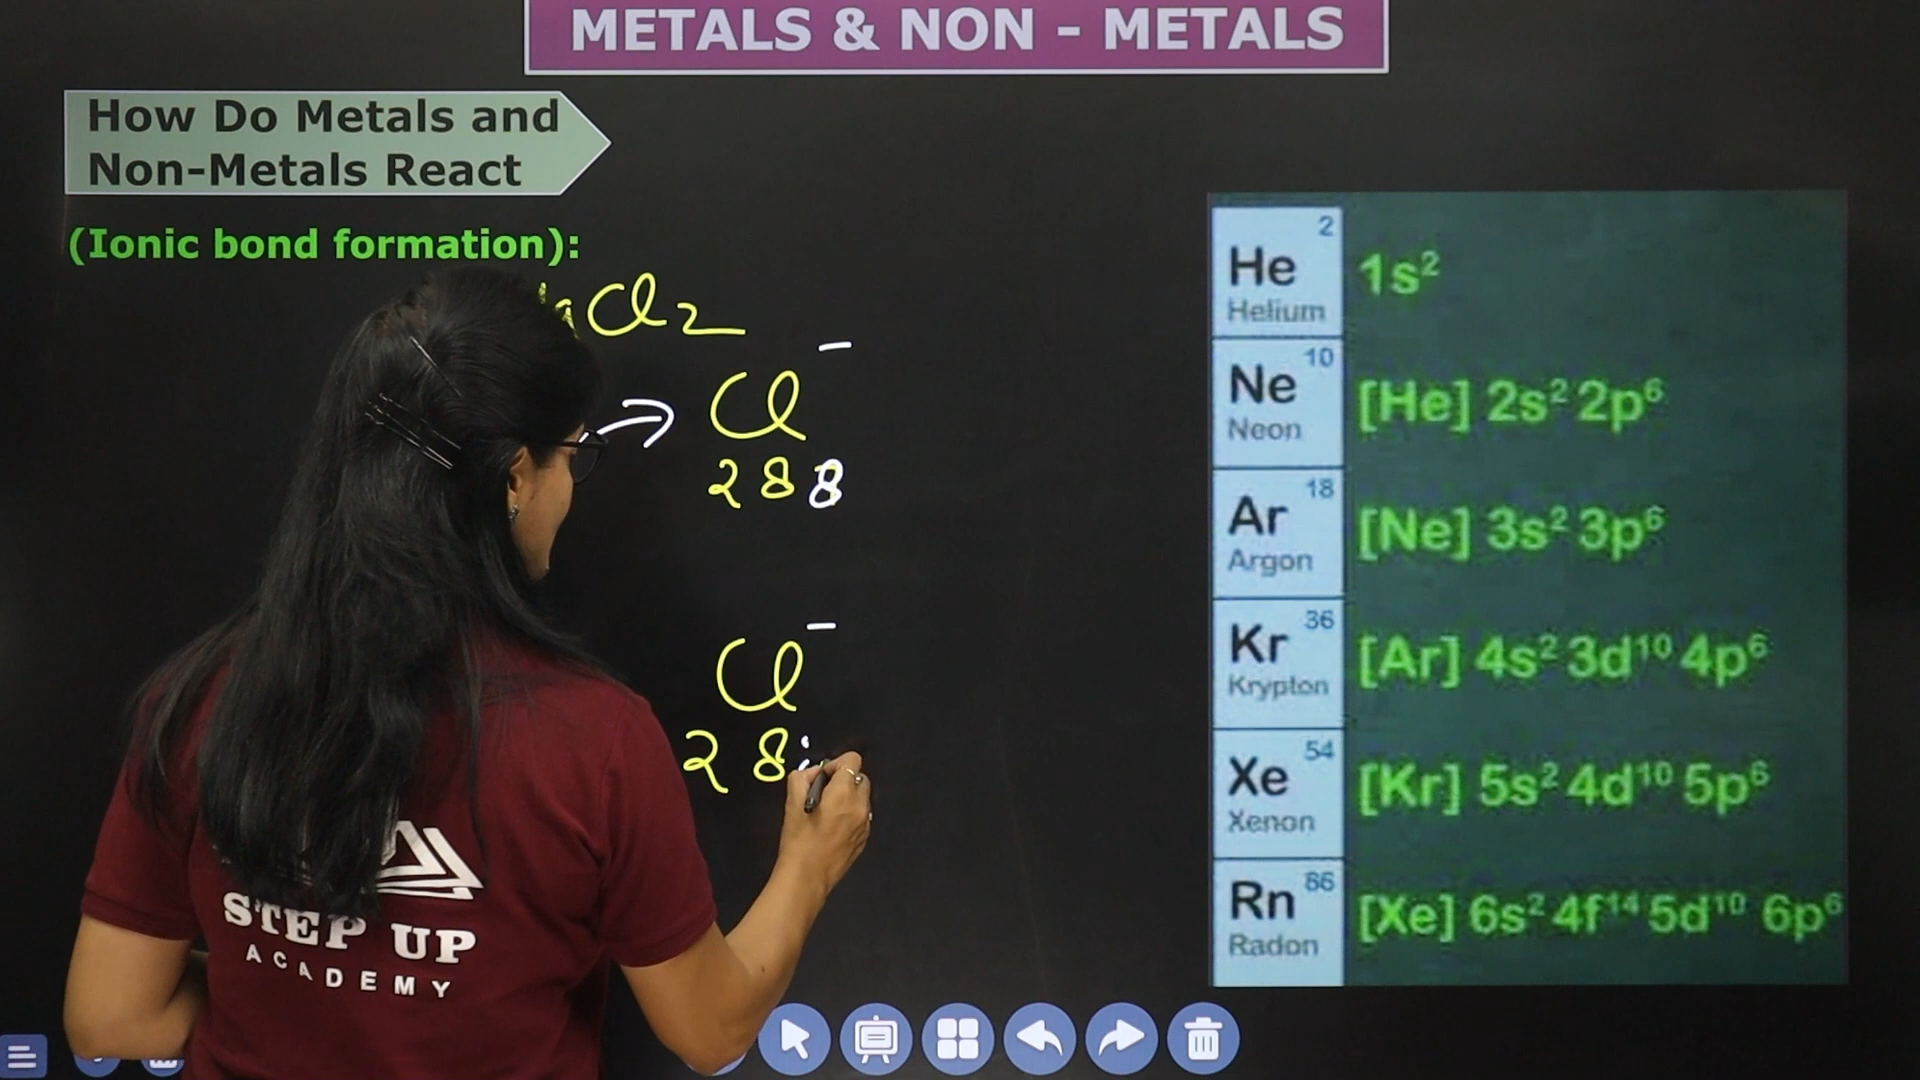 METALS & NON - METALS
How Do Metals and
Non-Metals React
(Ionic bond formation):
Cl₂
Cl⁻
2 8 8
Cl⁻
2 8
2
He
Helium
1s²
10
Ne
Neon
[He] 2s² 2p⁶
18
Ar
Argon
[Ne] 3s² 3p⁶
36
Kr
Krypton
[Ar] 4s² 3d¹⁰ 4p⁶
54
Xe
Xenon
[Kr] 5s² 4d¹⁰ 5p⁶
86
Rn
Radon
[Xe] 6s² 4f¹⁴ 5d¹⁰ 6p⁶
STEP UP
ACADEMY